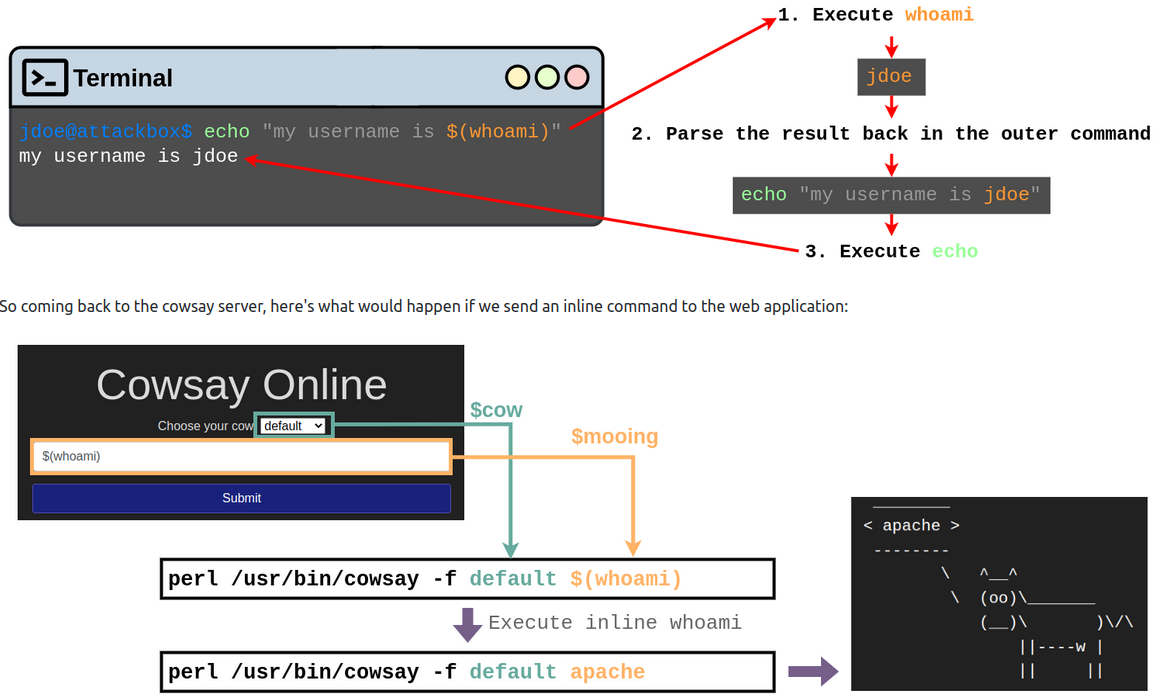 1. Execute whoami
jdoe
2. Parse the result back in the outer command
echo "my username is jdoe"
3. Execute echo
Terminal
jdoe@attackbox$ echo "my username is $(whoami)"
my username is jdoe
So coming back to the cowsay server, here's what would happen if we send an inline command to the web application:
Cowsay Online
Choose your cow default
$(whoami)
Submit
$cow
$mooing
perl /usr/bin/cowsay -f default $(whoami)
Execute inline whoami
perl /usr/bin/cowsay -f default apache
________
< apache >
--------
\   ^__^
\  (oo)\_______
(__)\       )\/\
||----w |
||     ||